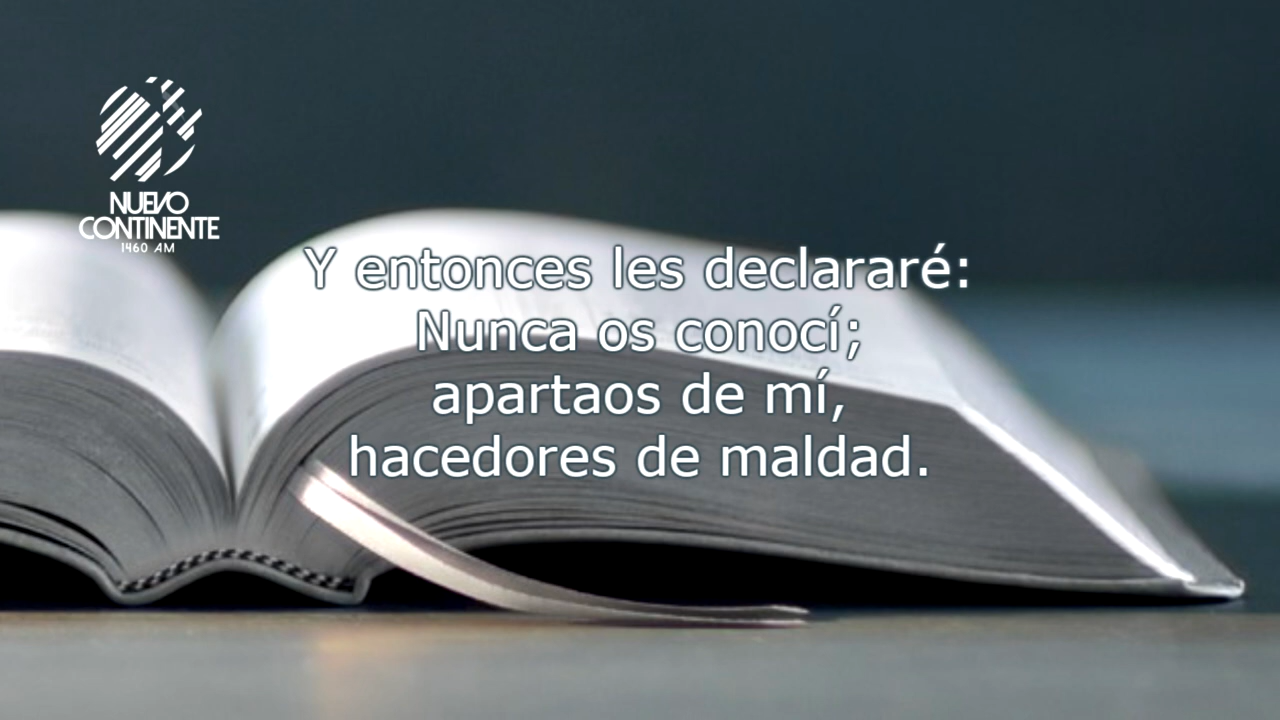 NUEVO
CONTINENTE
1460 AM
Y entonces les declararé:
Nunca os conocí;
apartaos de mí,
hacedores de maldad.